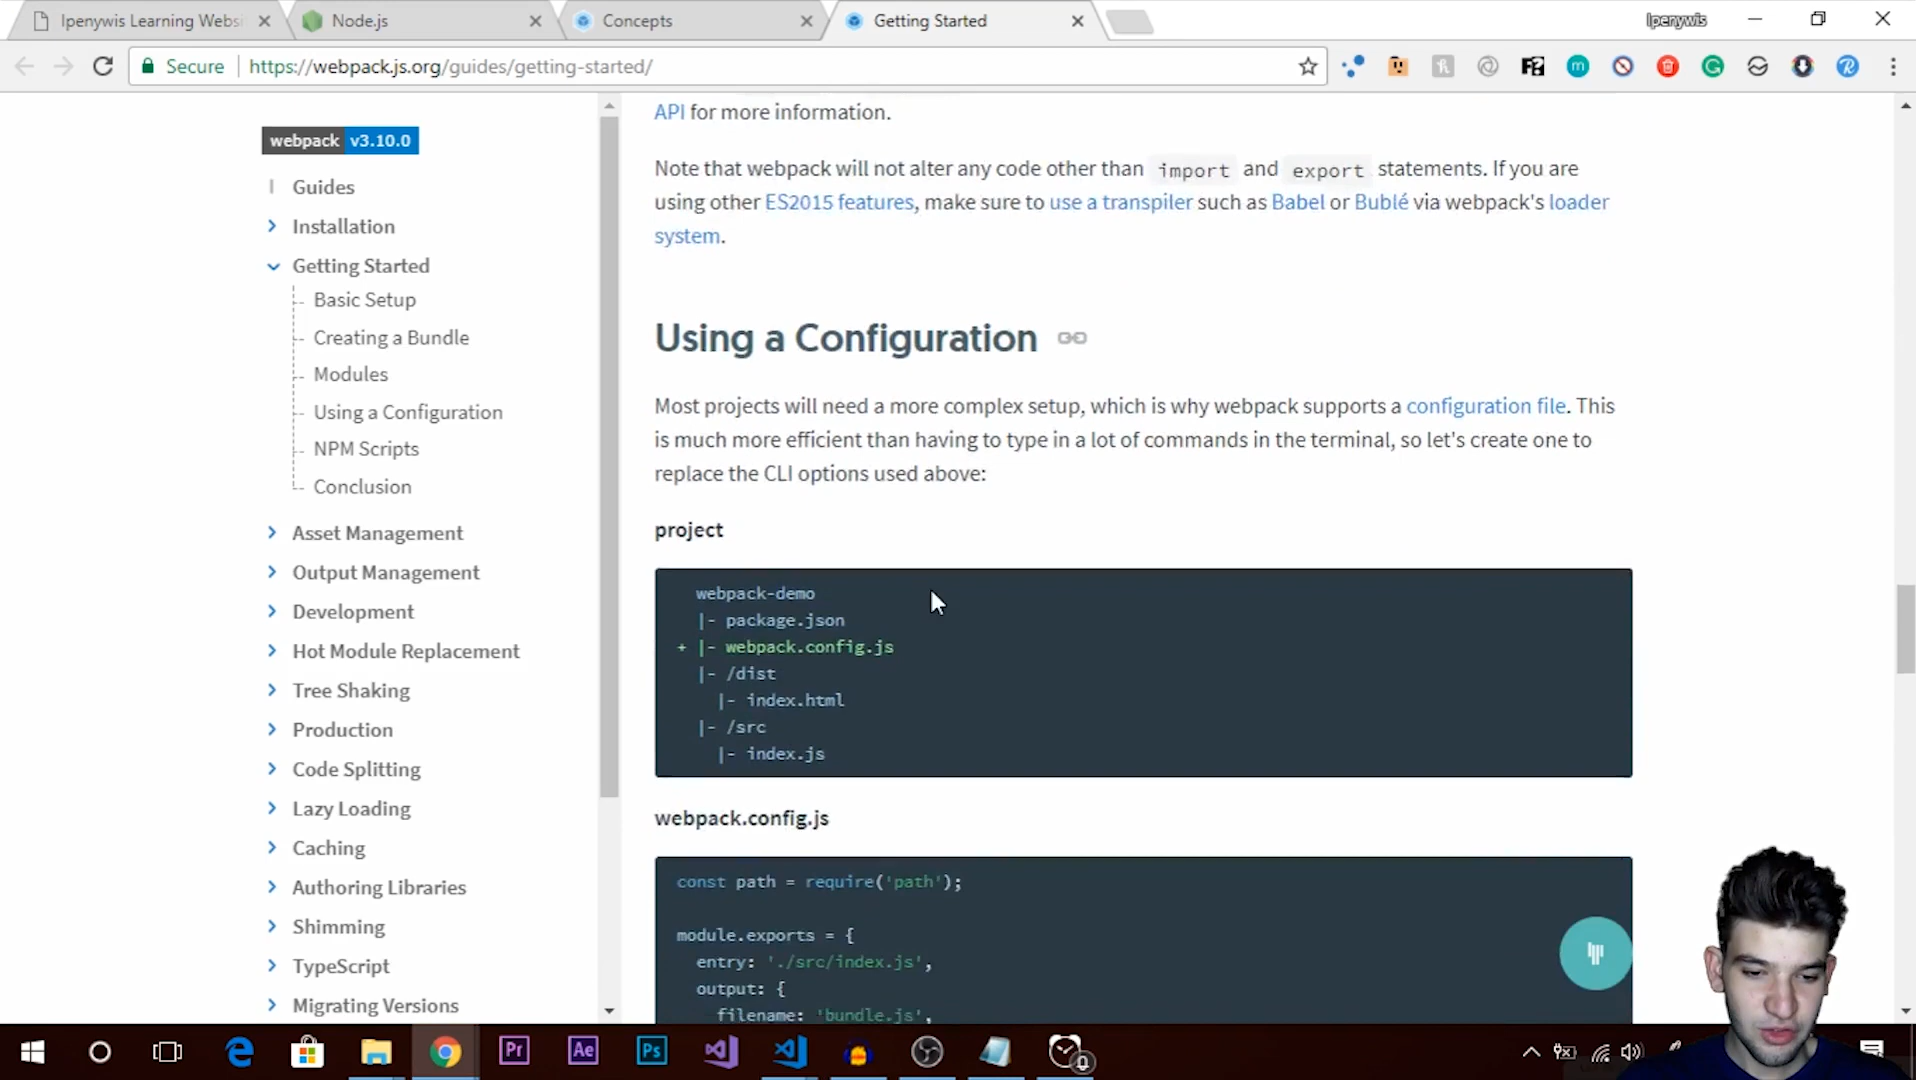 Ipenywis Learning Websi
Node.js
Concepts
Getting Started
Ipenywis
Secure
https://webpack.js.org/guides/getting-started/
webpack v3.10.0
Guides
Installation
Getting Started
Basic Setup
Creating a Bundle
Modules
Using a Configuration
NPM Scripts
Conclusion
Asset Management
Output Management
Development
Hot Module Replacement
Tree Shaking
Production
Code Splitting
Lazy Loading
Caching
Authoring Libraries
Shimming
TypeScript
Migrating Versions
API for more information.
Note that webpack will not alter any code other than import and export statements. If you are
using other ES2015 features, make sure to use a transpiler such as Babel or Bublé via webpack's loader
system.
Using a Configuration
Most projects will need a more complex setup, which is why webpack supports a configuration file. This
is much more efficient than having to type in a lot of commands in the terminal, so let's create one to
replace the CLI options used above:
project
webpack-demo
|- package.json
+ |- webpack.config.js
|- /dist
|- index.html
|- /src
|- index.js
webpack.config.js
const path = require('path');
module.exports = {
entry: './src/index.js',
output: {
filename: 'bundle.js',
Pr
Ae
Ps